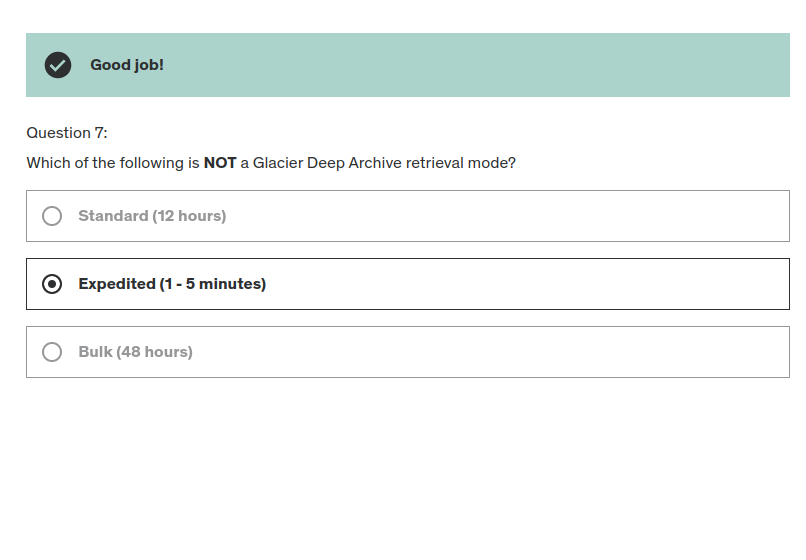 Good job!
Question 7:
Which of the following is NOT a Glacier Deep Archive retrieval mode?
Standard (12 hours)
Expedited (1 - 5 minutes)
Bulk (48 hours)